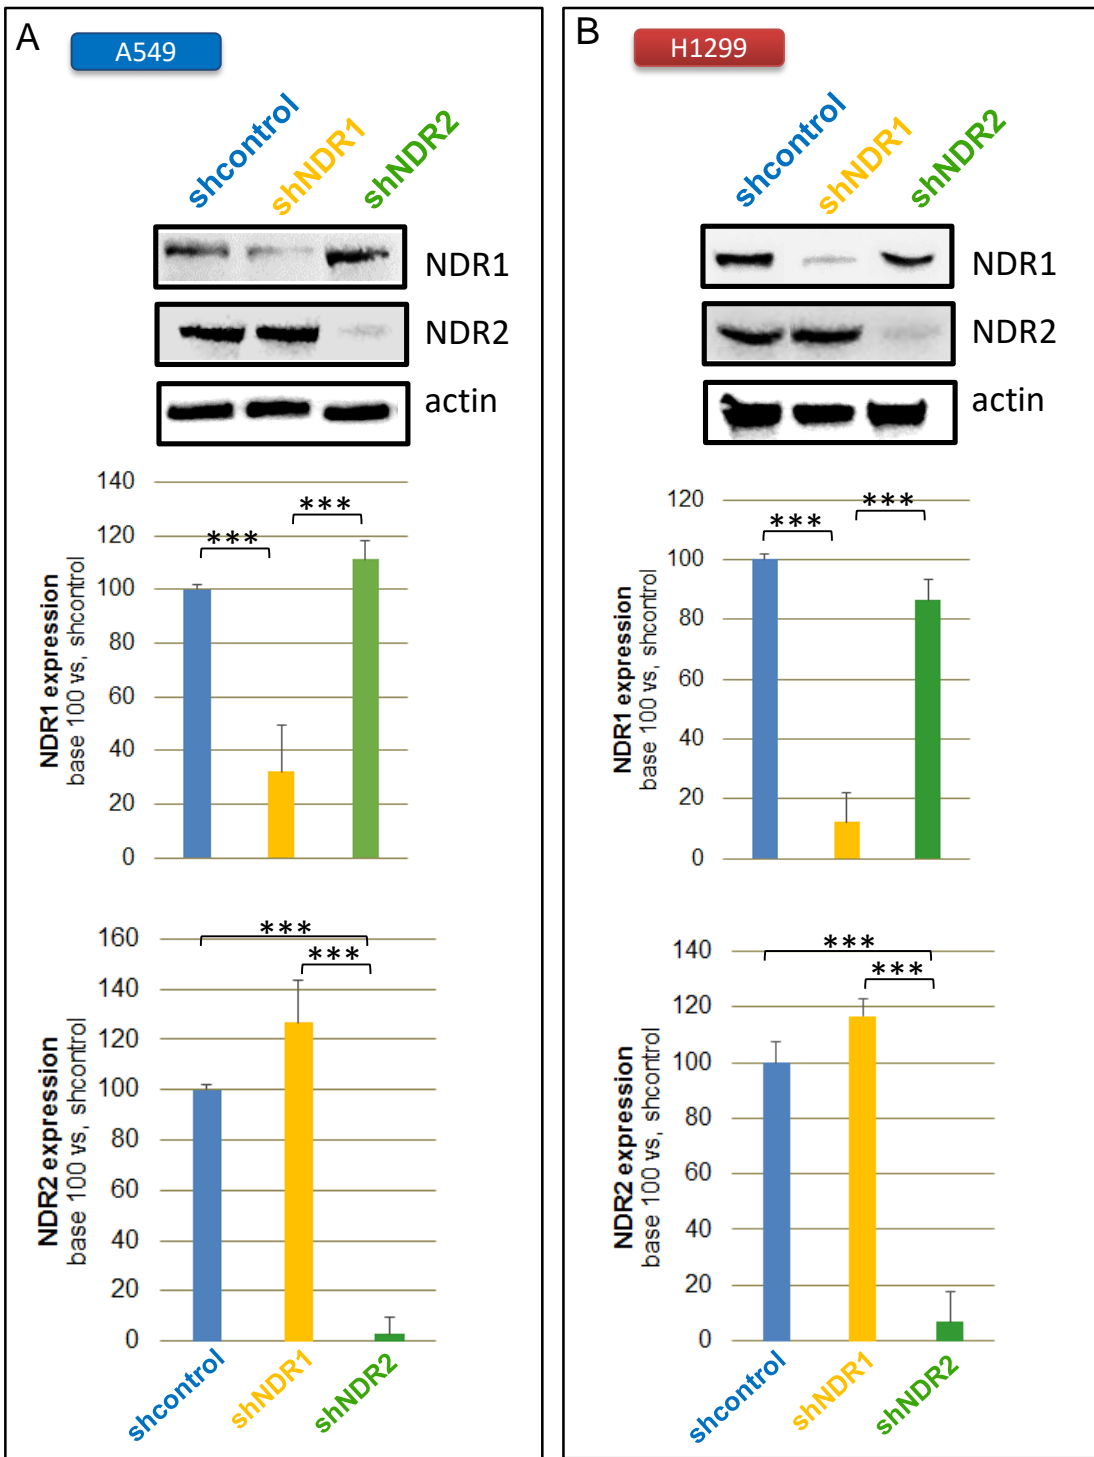 A
A549
shcontrol
shNDR1
shNDR2
NDR1
NDR2
actin
140
120
100
80
60
40
20
0
NDR1 expression
base 100 vs, shcontrol
***
***
160
140
120
100
80
60
40
20
0
NDR2 expression
base 100 vs, shcontrol
***
***
shcontrol
shNDR1
shNDR2
B
H1299
shcontrol
shNDR1
shNDR2
NDR1
NDR2
actin
120
100
80
60
40
20
0
NDR1 expression
base 100 vs, shcontrol
***
***
140
120
100
80
60
40
20
0
NDR2 expression
base 100 vs, shcontrol
***
***
shcontrol
shNDR1
shNDR2